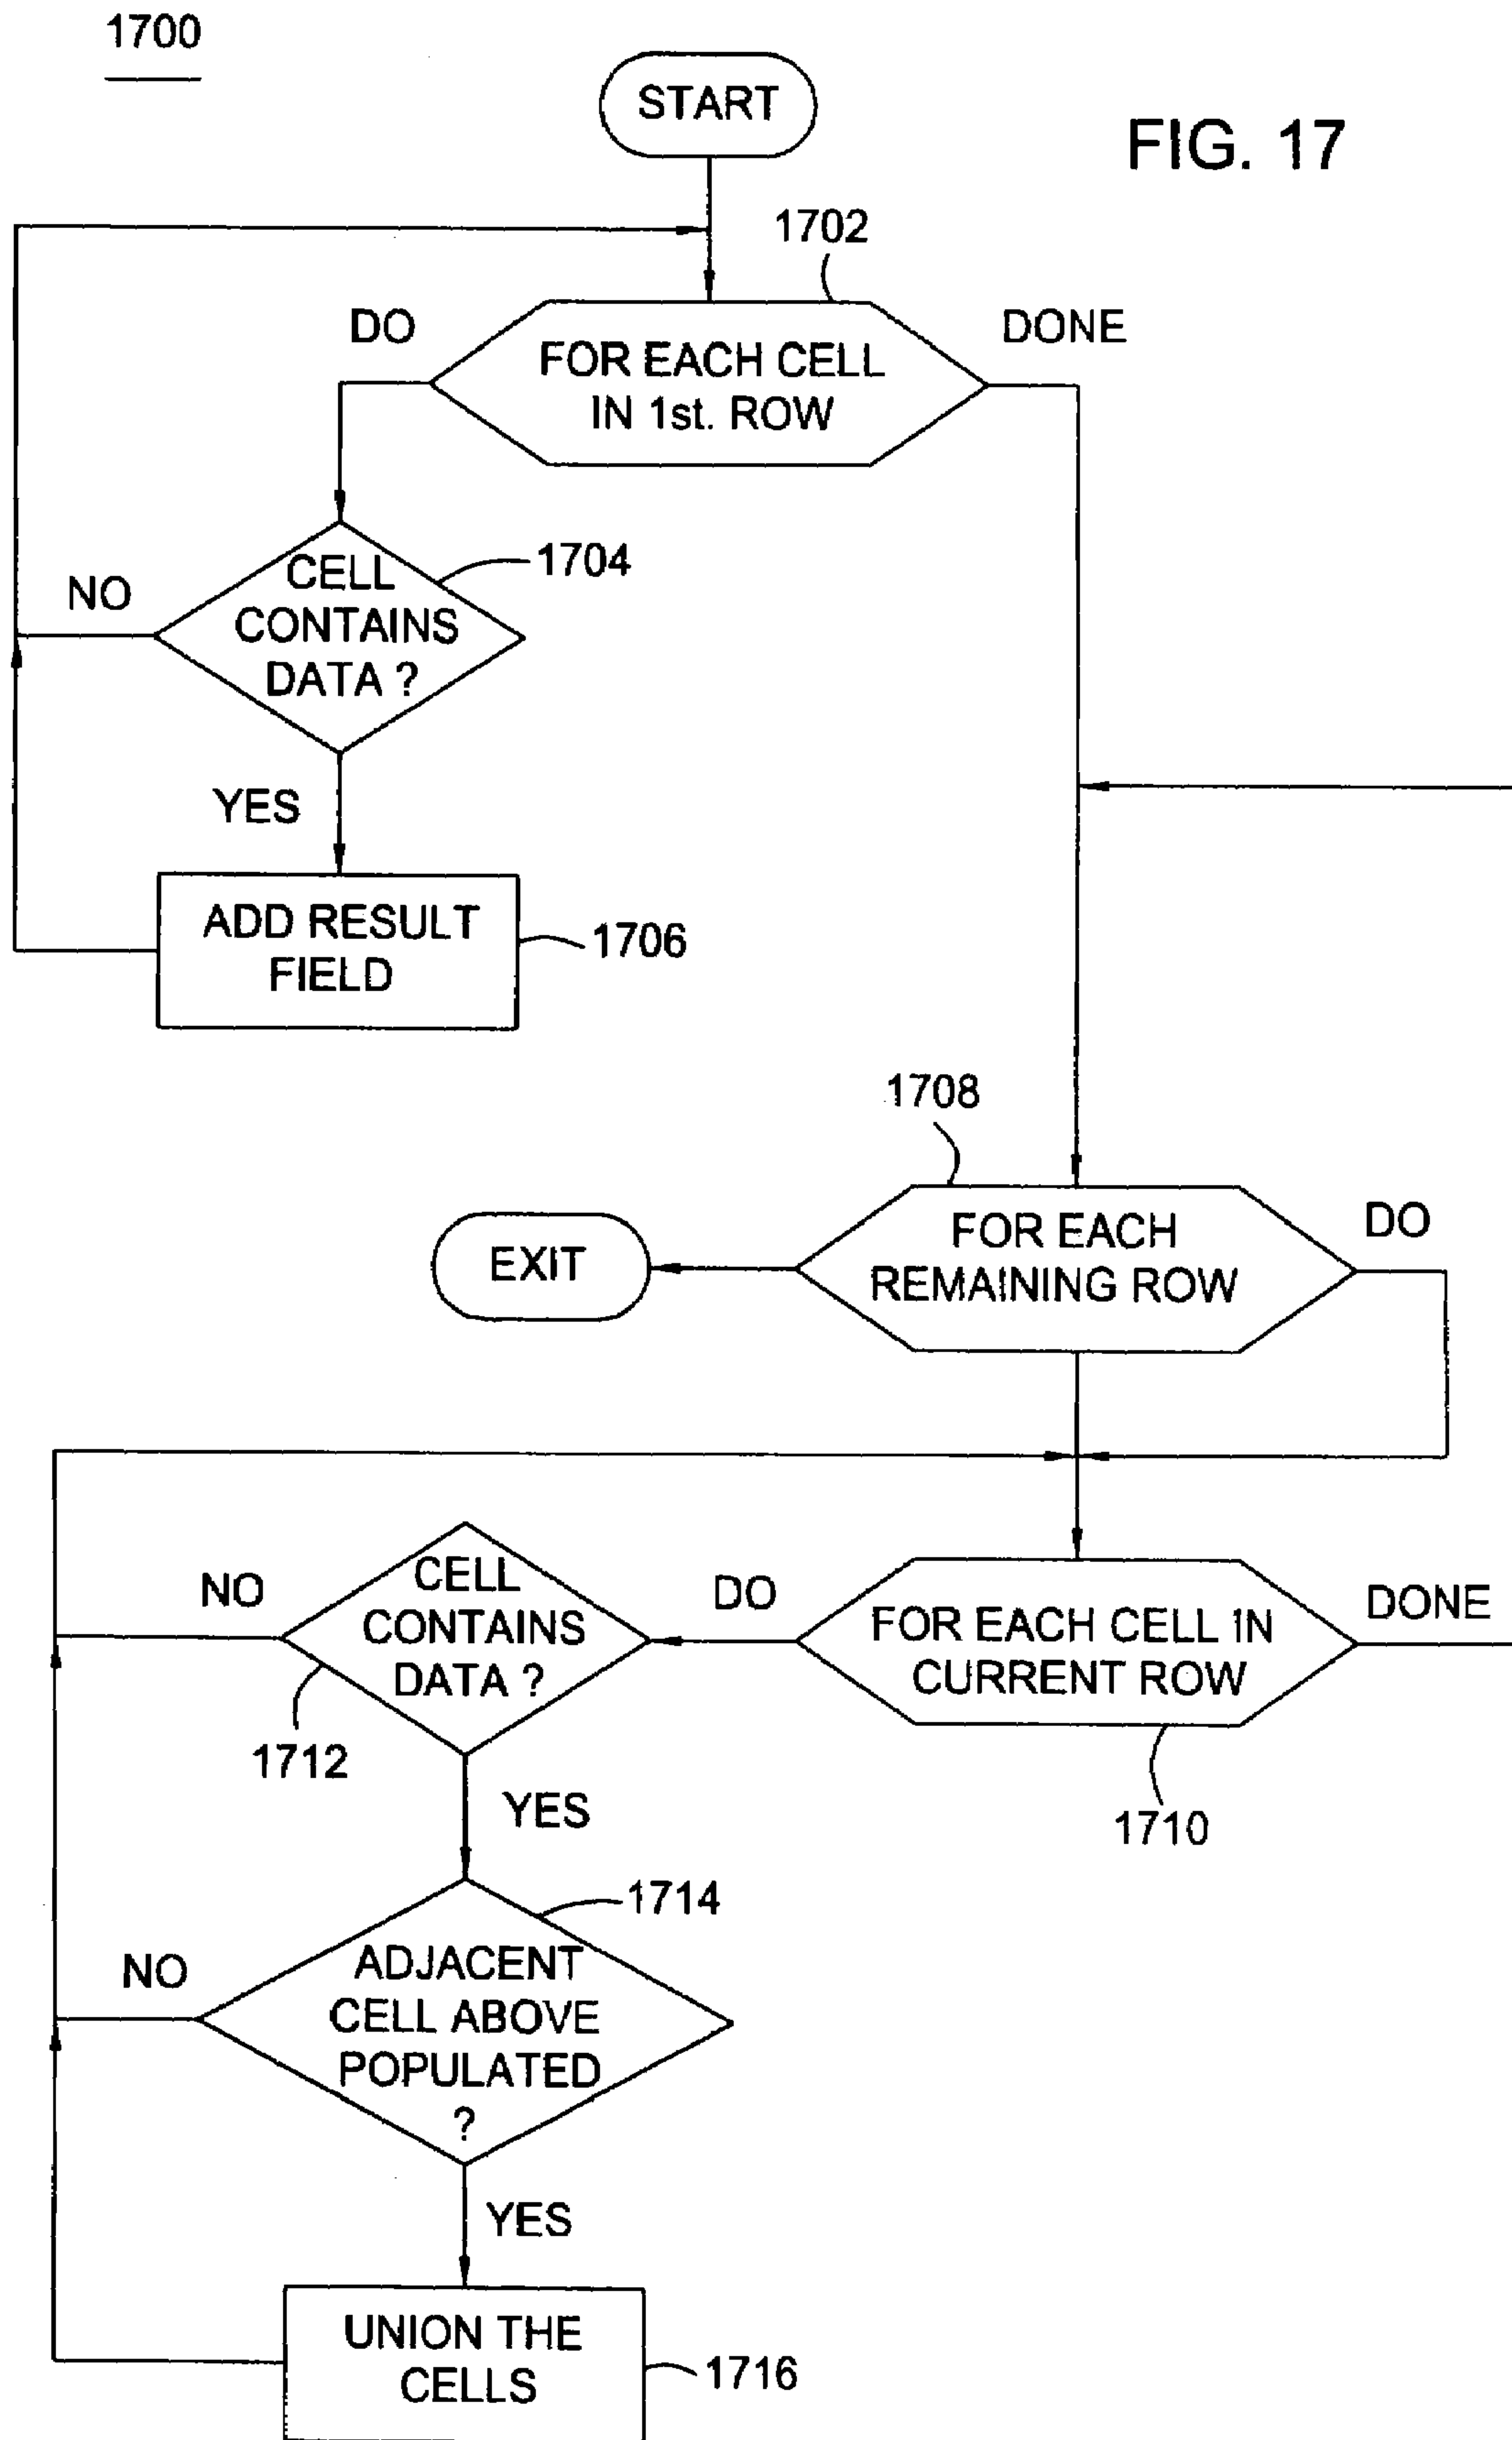 1700
START
FIG. 17
1702
DO
DONE
FOR EACH CELL
IN 1st. ROW
1704
NO
CELL
CONTAINS
DATA ?
YES
ADD RESULT
FIELD
1706
1708
DO
FOR EACH
REMAINING ROW
EXIT
NO
CELL
CONTAINS
DATA ?
DO
FOR EACH CELL IN
CURRENT ROW
DONE
1712
YES
1710
1714
NO
ADJACENT
CELL ABOVE
POPULATED
?
YES
UNION THE
CELLS
1716